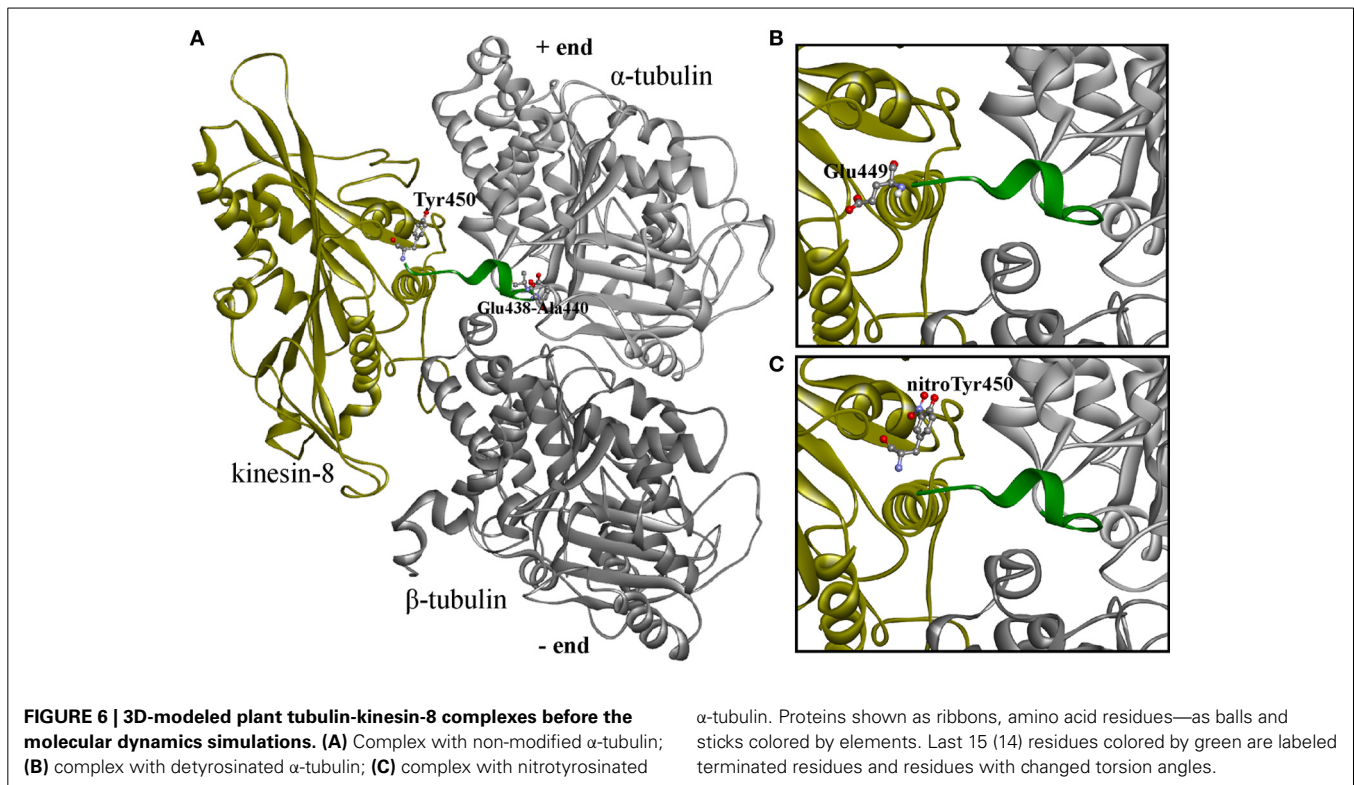 A
+ end
α-tubulin
Tyr450
Glu438-Ala440
kinesin-8
β-tubulin
- end
B
Glu449
C
nitroTyr450
FIGURE 6 | 3D-modeled plant tubulin-kinesin-8 complexes before the
molecular dynamics simulations. (A) Complex with non-modified α-tubulin;
(B) complex with detyrosinated α-tubulin; (C) complex with nitrotyrosinated
α-tubulin. Proteins shown as ribbons, amino acid residues—as balls and
sticks colored by elements. Last 15 (14) residues colored by green are labeled
terminated residues and residues with changed torsion angles.